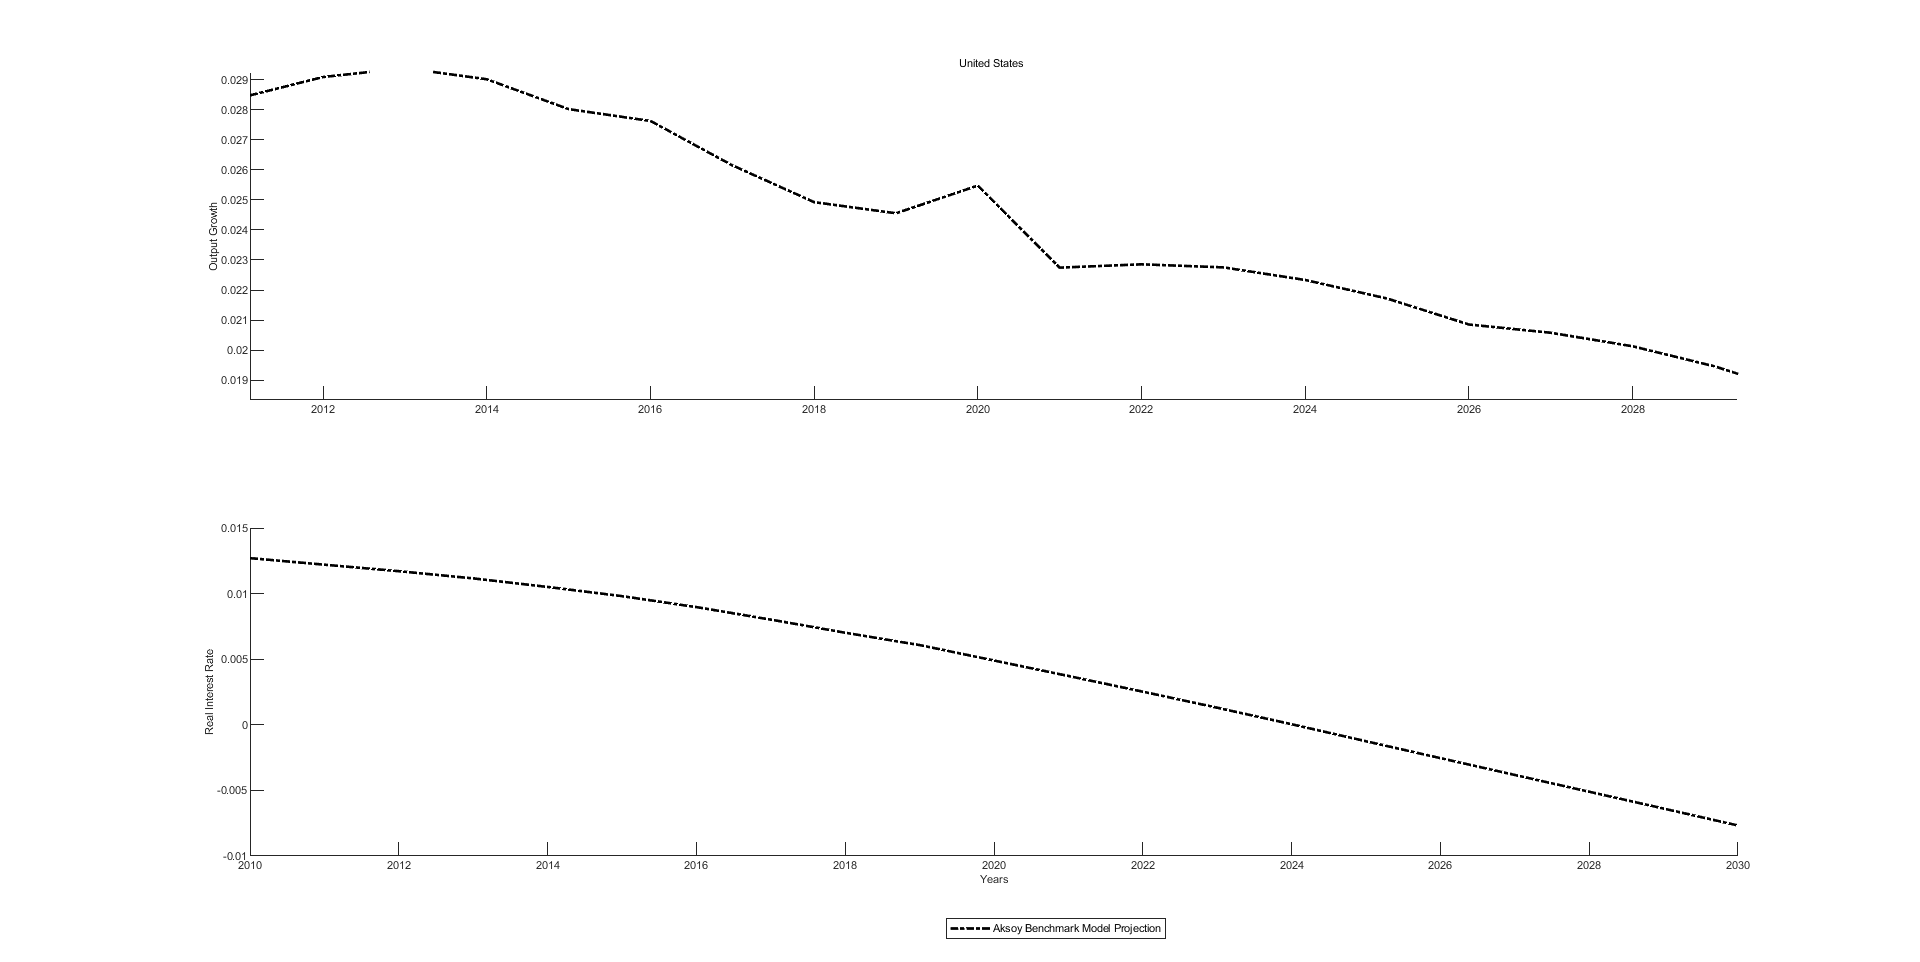 United States
Output Growth
0.029
0.028
0.027
0.026
0.025
0.024
0.023
0.022
0.021
0.02
0.019
2012 2014 2016 2018 2020 2022 2024 2026 2028
Real Interest Rate
0.015
0.01
0.005
0
-0.005
-0.01
2010 2012 2014 2016 2018 2020 2022 2024 2026 2028 2030
Years
Aksoy Benchmark Model Projection